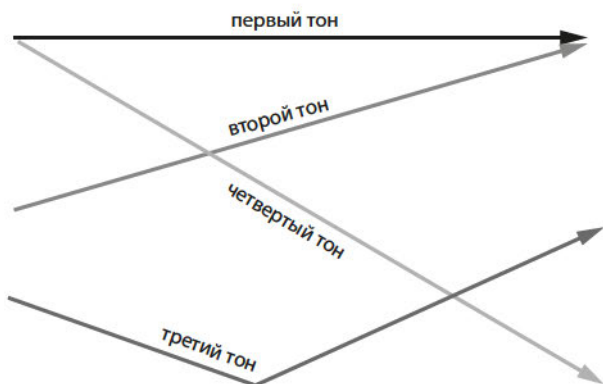 первый тон
второй тон
четвертый тон
третий тон